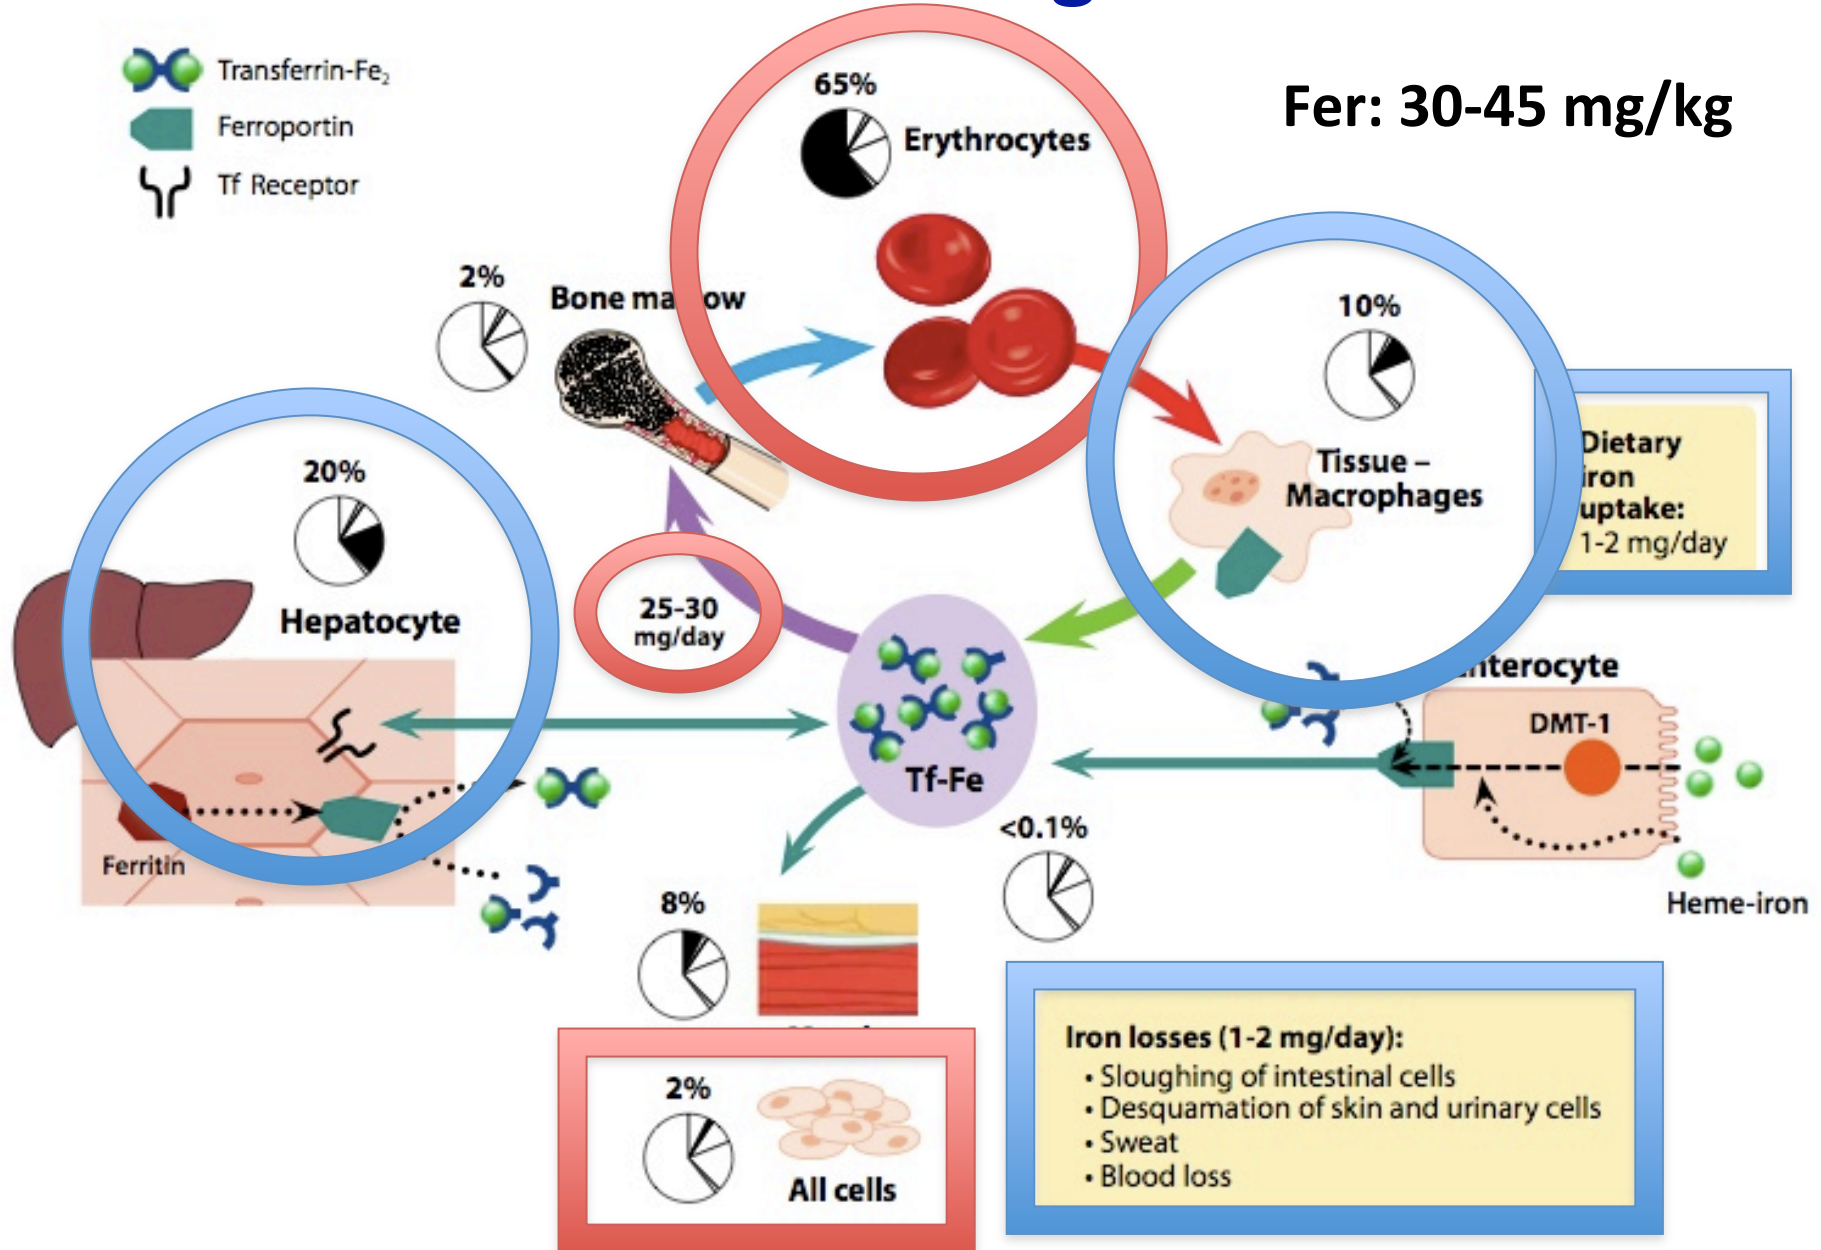 g
Transferrin-Fe2
Ferroportin
Tf Receptor
65%
Erythrocytes
Fer: 30-45 mg/kg
2%
Bone ma ow
10%
Tissue –
Macrophages
Dietary
iron
uptake:
1-2 mg/day
20%
Hepatocyte
25-30
mg/day
Tf-Fe
nterocyte
DMT-1
Heme-iron
Ferritin
<0.1%
8%
2%
All cells
Iron losses (1-2 mg/day):
• Sloughing of intestinal cells
• Desquamation of skin and urinary cells
• Sweat
• Blood loss